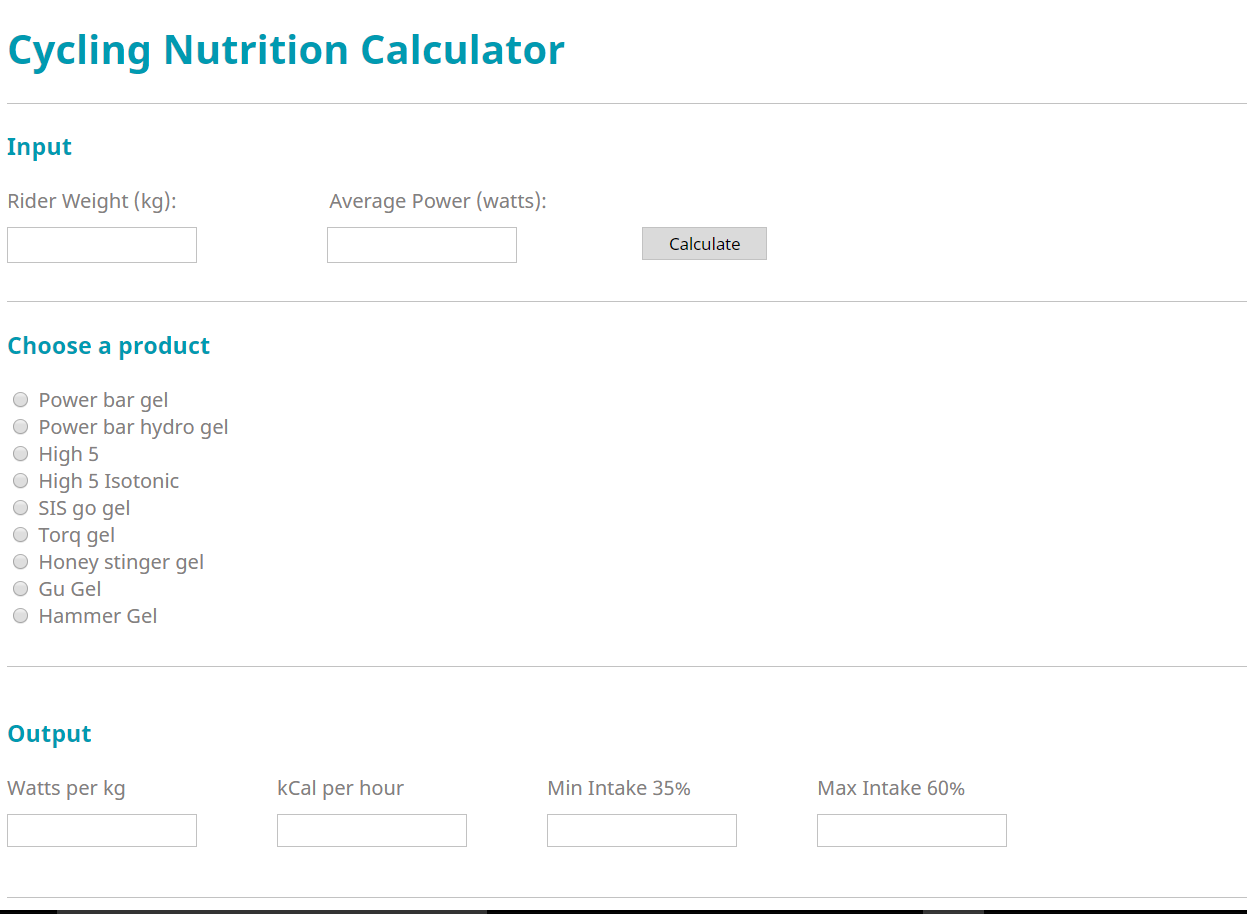 Cycling Nutrition Calculator
Input
Rider Weight (kg): Average Power (watts):
Calculate
Choose a product
Power bar gel
Power bar hydro gel
High 5
High 5 Isotonic
SIS go gel
Torq gel
Honey stinger gel
Gu Gel
Hammer Gel
Output
Watts per kg kCal per hour Min Intake 35% Max Intake 60%